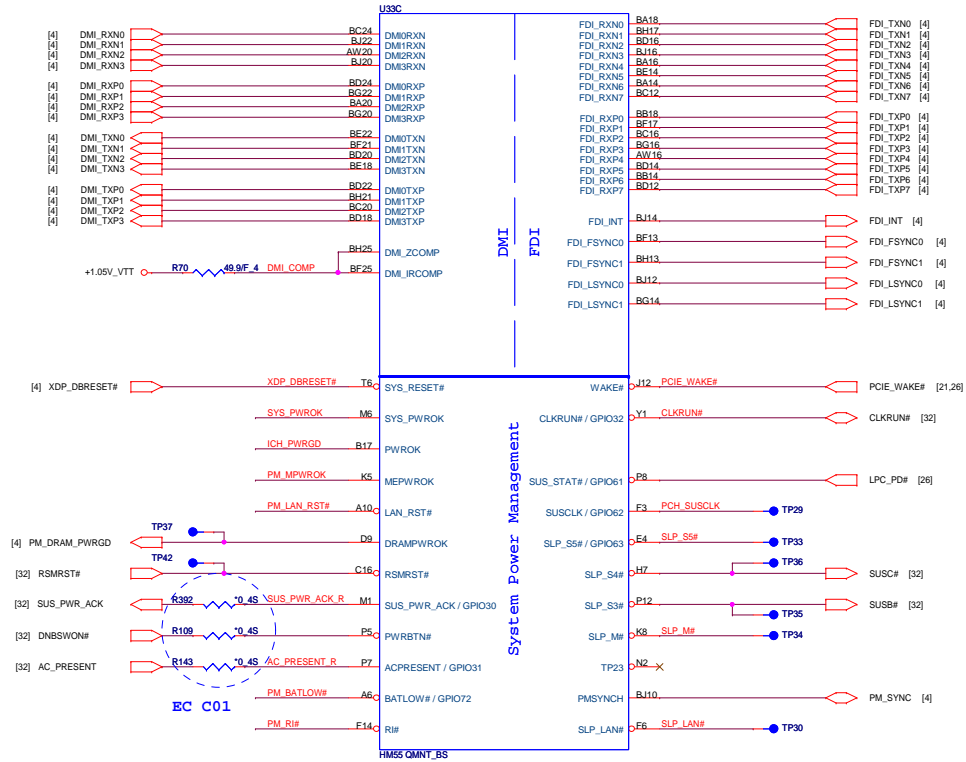 U33C
[4] DMI_RXN0 BC24 DMI0RXN
[4] DMI_RXN1 BJ22 DMI1RXN
[4] DMI_RXN2 AW20 DMI2RXN
[4] DMI_RXN3 BJ20 DMI3RXN
[4] DMI_RXP0 BD24 DMI0RXP
[4] DMI_RXP1 BG22 DMI1RXP
[4] DMI_RXP2 BA20 DMI2RXP
[4] DMI_RXP3 BG20 DMI3RXP
[4] DMI_TXN0 BE22 DMI0TXN
[4] DMI_TXN1 BF21 DMI1TXN
[4] DMI_TXN2 BD20 DMI2TXN
[4] DMI_TXN3 BE18 DMI3TXN
[4] DMI_TXP0 BD22 DMI0TXP
[4] DMI_TXP1 BH21 DMI1TXP
[4] DMI_TXP2 BC20 DMI2TXP
[4] DMI_TXP3 BD18 DMI3TXP
BH25 DMI_ZCOMP
+1.05V_VTT R70 49.9/F_4 DMI_COMP BF25 DMI_IRCOMP
DMI
FDI
FDI_RXN0 BA18 FDI_TXN0 [4]
FDI_RXN1 BH17 FDI_TXN1 [4]
FDI_RXN2 BD16 FDI_TXN2 [4]
FDI_RXN3 BJ16 FDI_TXN3 [4]
FDI_RXN4 BA16 FDI_TXN4 [4]
FDI_RXN5 BE14 FDI_TXN5 [4]
FDI_RXN6 BA14 FDI_TXN6 [4]
FDI_RXN7 BC12 FDI_TXN7 [4]
FDI_RXP0 BB18 FDI_TXP0 [4]
FDI_RXP1 BF17 FDI_TXP1 [4]
FDI_RXP2 BC16 FDI_TXP2 [4]
FDI_RXP3 BG16 FDI_TXP3 [4]
FDI_RXP4 AW16 FDI_TXP4 [4]
FDI_RXP5 BD14 FDI_TXP5 [4]
FDI_RXP6 BB14 FDI_TXP6 [4]
FDI_RXP7 BD12 FDI_TXP7 [4]
FDI_INT BJ14 FDI_INT [4]
FDI_FSYNC0 BF13 FDI_FSYNC0 [4]
FDI_FSYNC1 BH13 FDI_FSYNC1 [4]
FDI_LSYNC0 BJ12 FDI_LSYNC0 [4]
FDI_LSYNC1 BG14 FDI_LSYNC1 [4]
[4] XDP_DBRESET# XDP_DBRESET# T6 SYS_RESET#
SYS_PWROK M6 SYS_PWROK
ICH_PWRGD B17 PWROK
PM_MPWROK K5 MEPWROK
PM_LAN_RST# A10 LAN_RST#
TP37
[4] PM_DRAM_PWRGD D9 DRAMPWROK
TP42
[32] RSMRST# C16 RSMRST#
[32] SUS_PWR_ACK R392 *0_4S SUS_PWR_ACK_R M1 SUS_PWR_ACK / GPIO30
[32] DNBSWON# R109 *0_4S P5 PWRBTN#
[32] AC_PRESENT R143 *0_4S AC_PRESENT_R P7 ACPRESENT / GPIO31
PM_BATLOW# A6 BATLOW# / GPIO72
EC C01
PM_RI# F14 RI#
System Power Management
WAKE# J12 PCIE_WAKE# PCIE_WAKE# [21,26]
CLKRUN# / GPIO32 Y1 CLKRUN# CLKRUN# [32]
SUS_STAT# / GPIO61 P8 LPC_PD# [26]
SUSCLK / GPIO62 F3 PCH_SUSCLK TP29
SLP_S5# / GPIO63 E4 SLP_S5# TP33
TP36
SLP_S4# H7 SUSC# [32]
SLP_S3# P12 SUSB# [32]
TP35
SLP_M# K8 SLP_M# TP34
TP23 N2
PMSYNCH BJ10 PM_SYNC [4]
SLP_LAN# F6 SLP_LAN# TP30
HM55 QMNT_BS